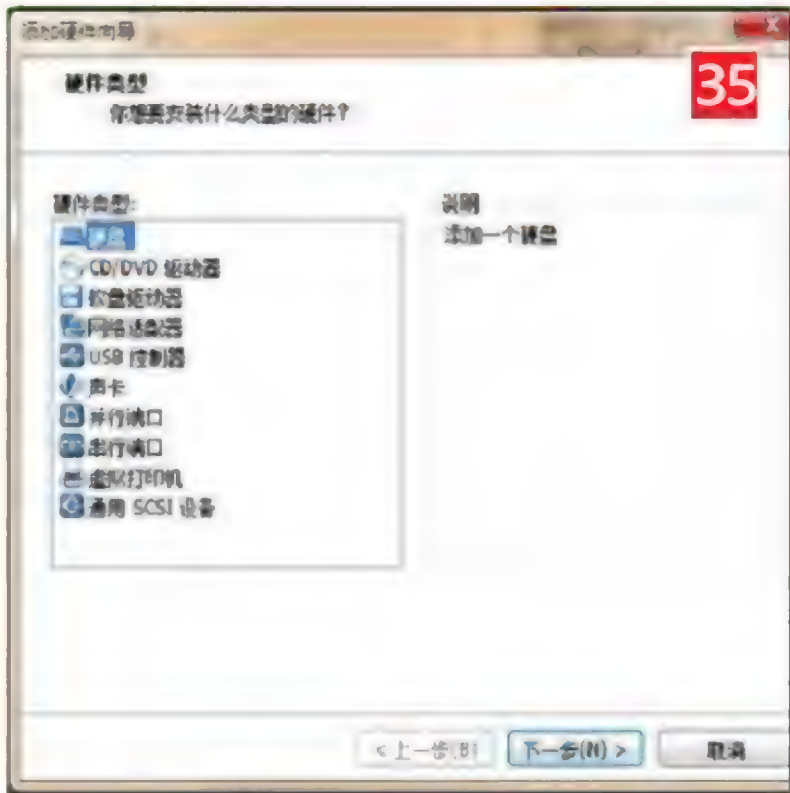 添加硬件向导
35
硬件类型
你想要安装什么类型的硬件?
硬件类型:
硬盘
CD/DVD 驱动器
软盘驱动器
网络适配器
USB 控制器
声卡
并行端口
串行端口
虚拟打印机
通用 SCSI 设备
说明
添加一个硬盘
< 上一步(B)
下一步(N) >
取消